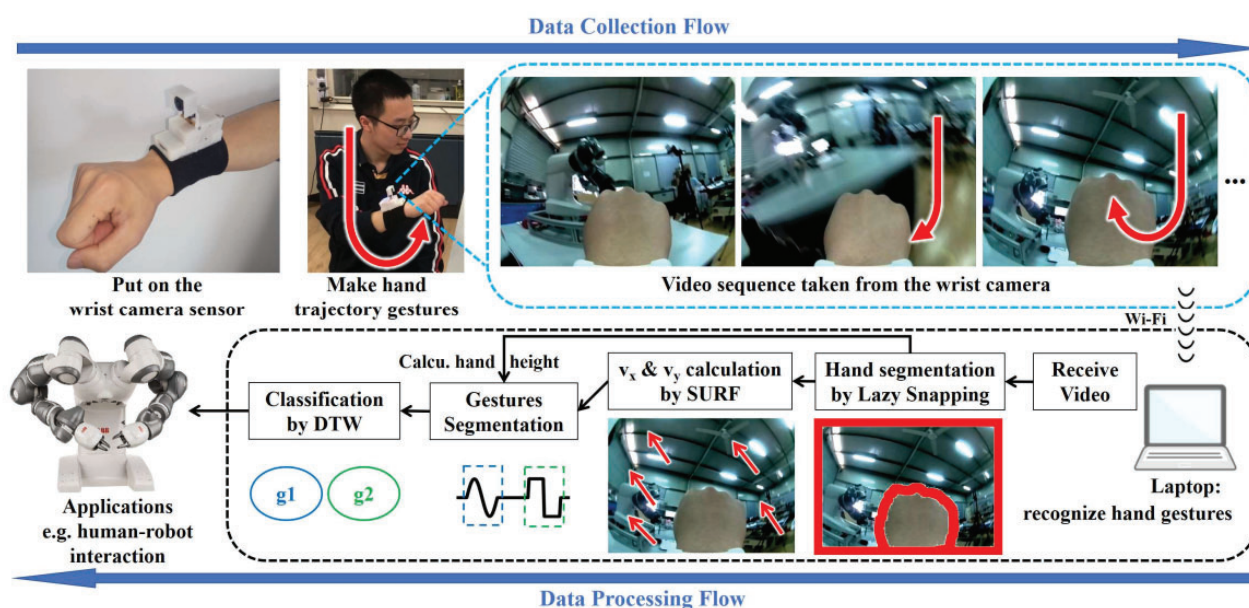 Data Collection Flow
Put on the
wrist camera sensor
Make hand
trajectory gestures
Video sequence taken from the wrist camera
...
Wi-Fi
Calcu. hand height
Receive
Video
Hand segmentation
by Lazy Snapping
vx & vy calculation
by SURF
Gestures
Segmentation
Classification
by DTW
g1
g2
Laptop:
recognize hand gestures
Applications
e.g. human-robot
interaction
Data Processing Flow